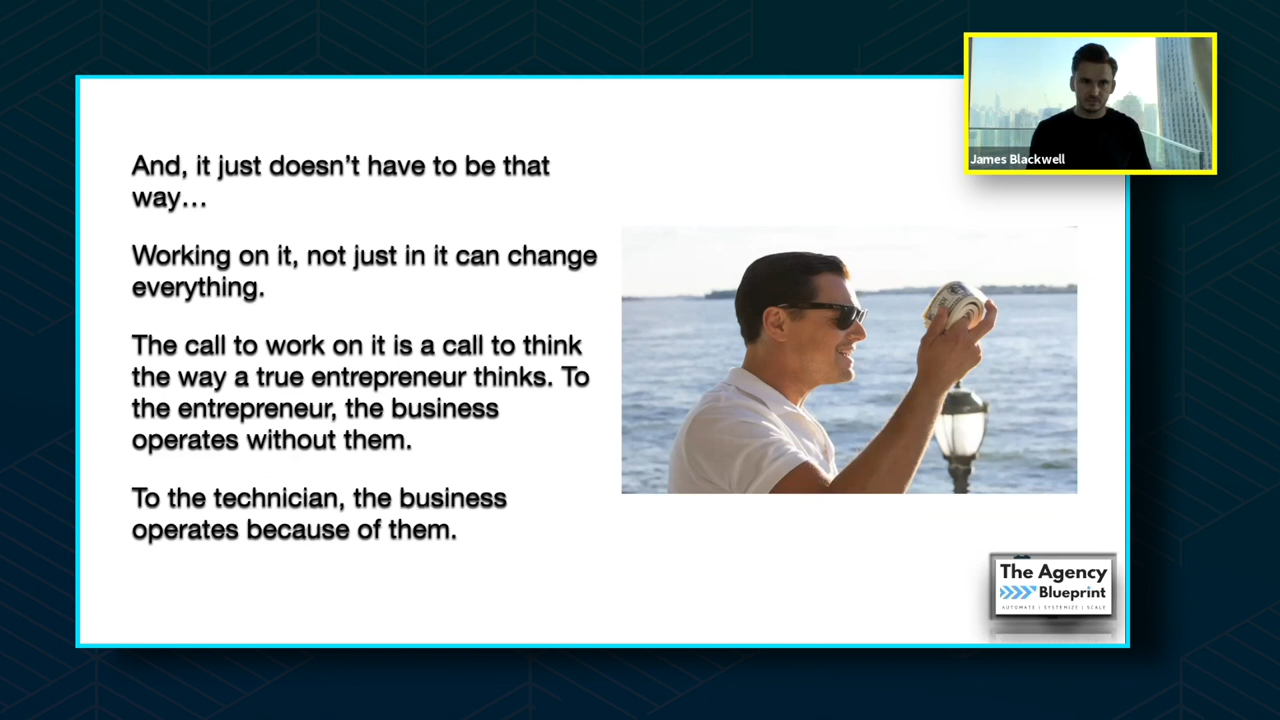 And, it just doesn’t have to be that
way…
Working on it, not just in it can change
everything.
The call to work on it is a call to think
the way a true entrepreneur thinks. To
the entrepreneur, the business
operates without them.
To the technician, the business
operates because of them.
James Blackwell
The Agency
Blueprint
AUTOMATE | SYSTEMIZE | SCALE